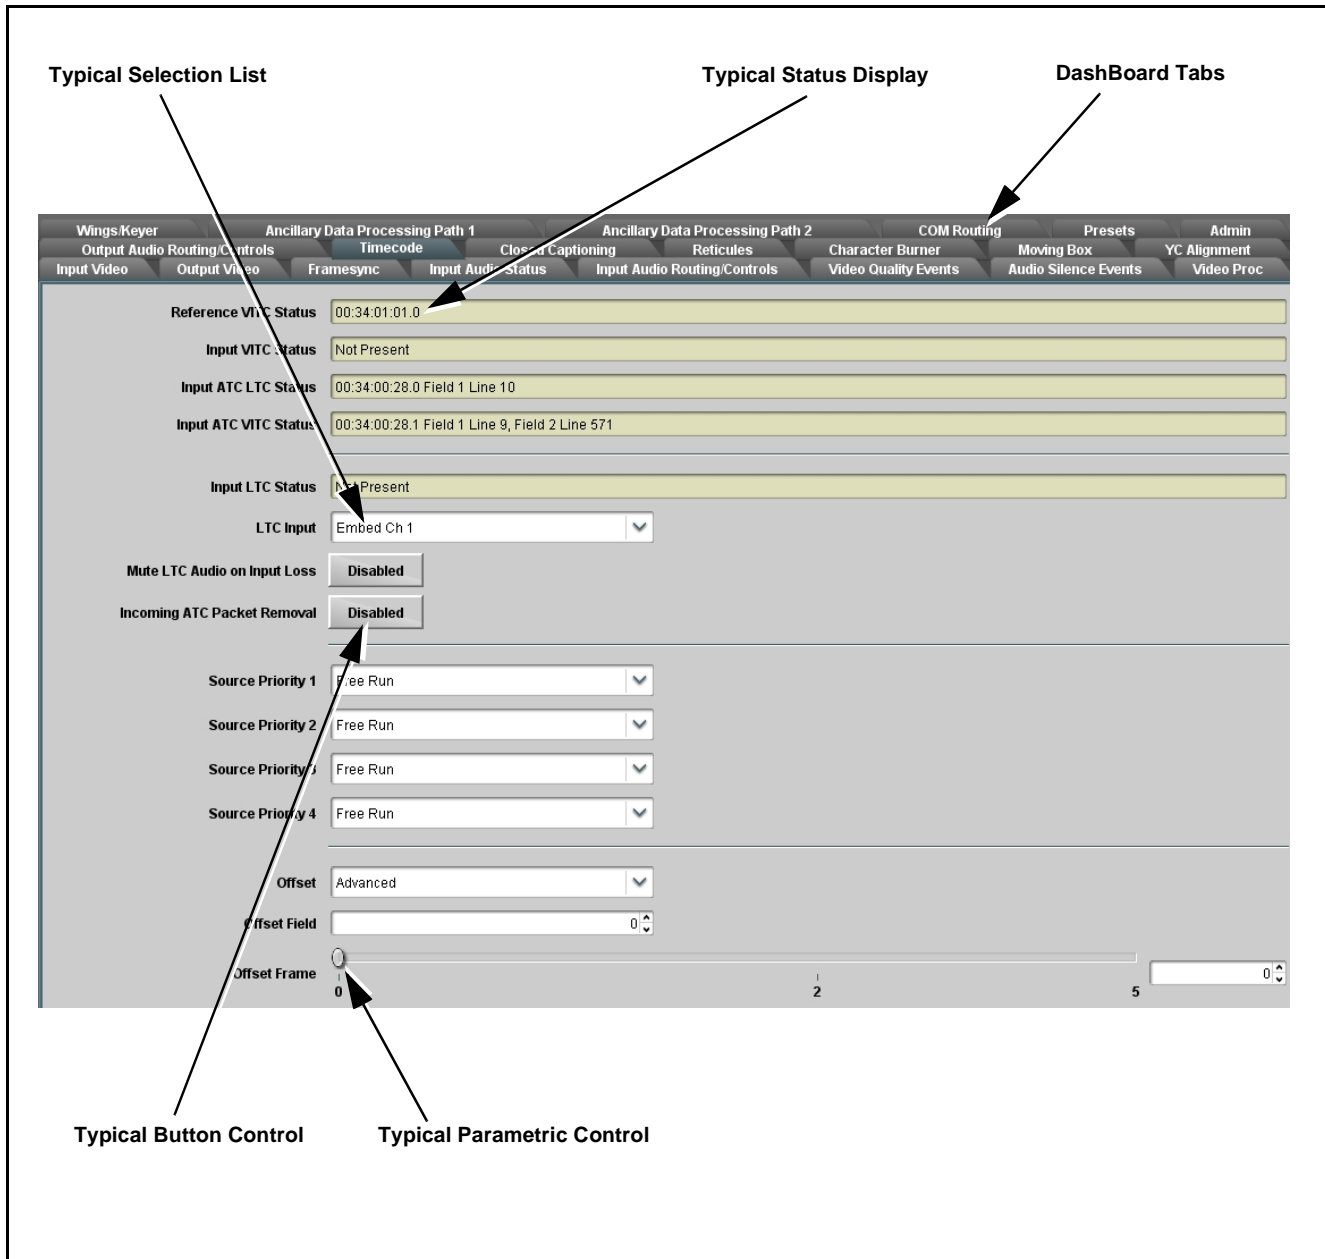 Typical Selection List
Typical Status Display
DashBoard Tabs
Wings/Keyer
Ancillary Data Processing Path 1
Ancillary Data Processing Path 2
COM Routing
Presets
Admin
Output Audio Routing/Controls
Timecode
Closed Captioning
Reticules
Character Burner
Moving Box
YC Alignment
Input Video
Output Video
Framesync
Input Audio Status
Input Audio Routing/Controls
Video Quality Events
Audio Silence Events
Video Proc
Reference VITC Status
00:34:01:01.0
Input VITC Status
Not Present
Input ATC LTC Status
00:34:00:28.0 Field 1 Line 10
Input ATC VITC Status
00:34:00:28.1 Field 1 Line 9, Field 2 Line 571
Input LTC Status
Not Present
LTC Input
Embed Ch 1
Mute LTC Audio on Input Loss
Disabled
Incoming ATC Packet Removal
Disabled
Source Priority 1
Free Run
Source Priority 2
Free Run
Source Priority 3
Free Run
Source Priority 4
Free Run
Offset
Advanced
Offset Field
0
Offset Frame
0
2
5
0
Typical Button Control
Typical Parametric Control